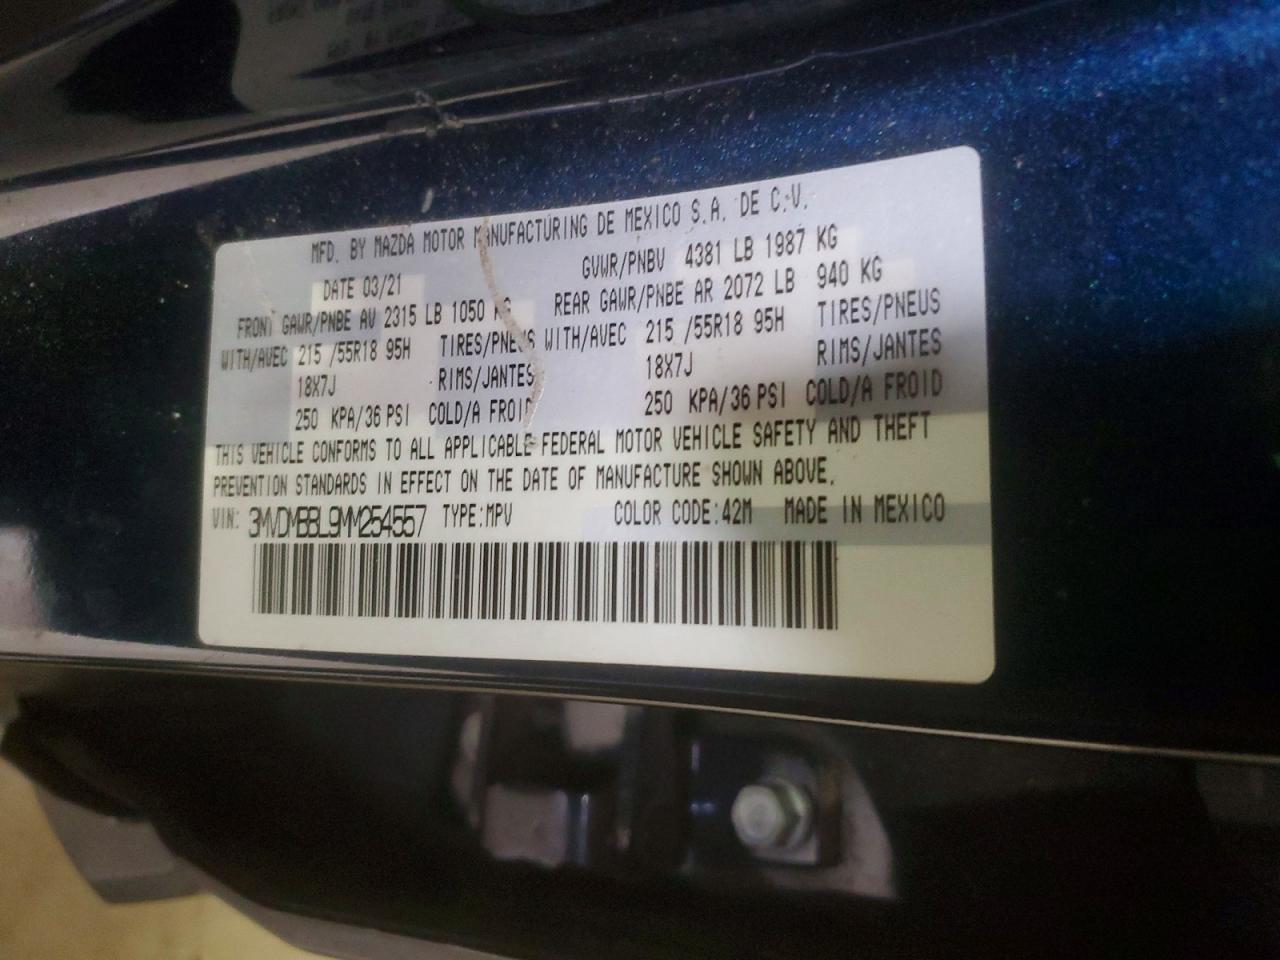 MFD. BY MAZDA MOTOR MANUFACTURING DE MEXICO S.A. DE C.V.
DATE 03/21 GVWR/PNBV 4381 LB 1987 KG
FRONT GAWR/PNBE AV 2315 LB 1050 KG REAR GAWR/PNBE AR 2072 LB 940 KG
WITH/AVEC 215 /55R18 95H TIRES/PNEUS WITH/AVEC 215 /55R18 95H TIRES/PNEUS
18X7J RIMS/JANTES 18X7J RIMS/JANTES
250 KPA/36 PSI COLD/A FROID 250 KPA/36 PSI COLD/A FROID
THIS VEHICLE CONFORMS TO ALL APPLICABLE FEDERAL MOTOR VEHICLE SAFETY AND THEFT
PREVENTION STANDARDS IN EFFECT ON THE DATE OF MANUFACTURE SHOWN ABOVE.
VIN: 3MVDMBBL9MM254557 TYPE:MPV COLOR CODE:42M MADE IN MEXICO